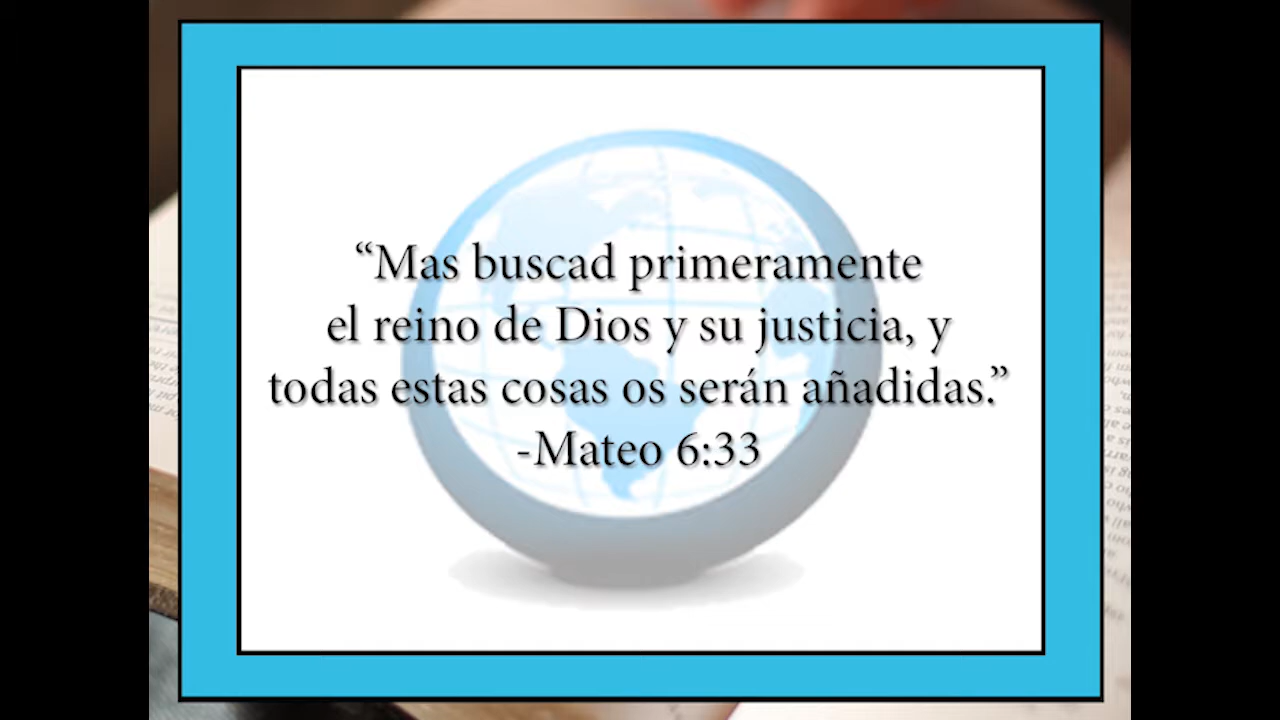 “Mas buscad primeramente
el reino de Dios y su justicia, y
todas estas cosas os serán añadidas.”
-Mateo 6:33